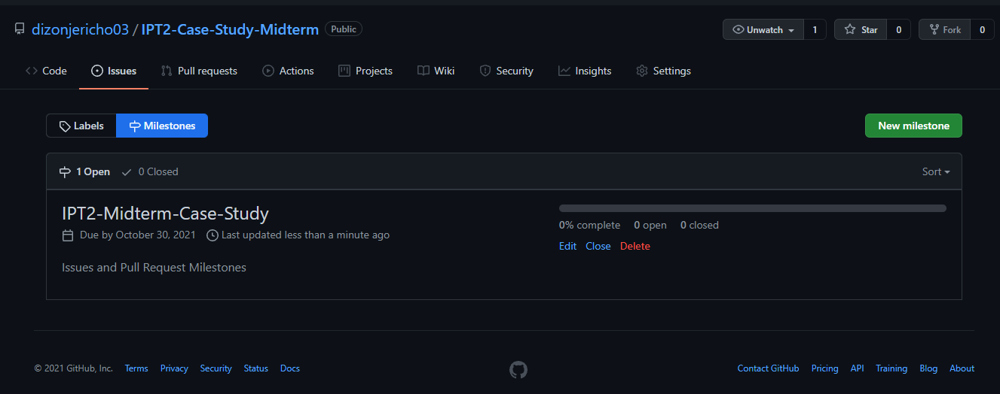 dizonjericho03 / IPT2-Case-Study-Midterm Public Unwatch 1 Star 0 Fork 0
Code Issues Pull requests Actions Projects Wiki Security Insights Settings
Labels Milestones New milestone
1 Open 0 Closed Sort
IPT2-Midterm-Case-Study
Due by October 30, 2021 Last updated less than a minute ago
Issues and Pull Request Milestones
0% complete 0 open 0 closed
Edit Close Delete
© 2021 GitHub, Inc. Terms Privacy Security Status Docs Contact GitHub Pricing API Training Blog About